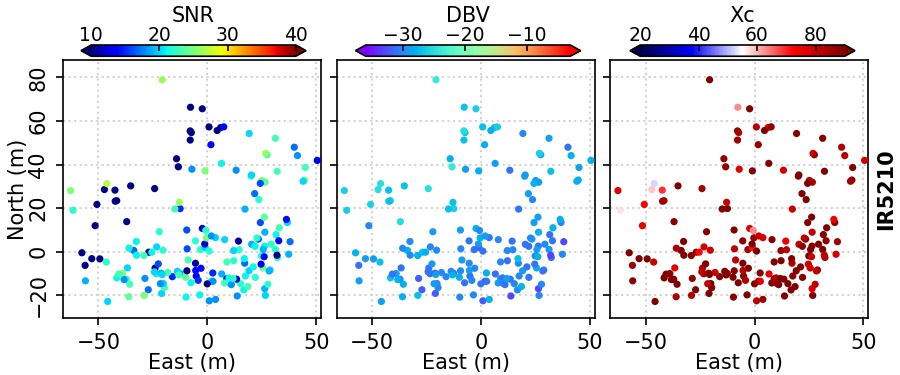 SNR DBV Xc
10 20 30 40 −30 −20 −10 20 40 60 80
80
60
40
20
0
−20
North (m)
IR5210
−50 0 50 −50 0 50 −50 0 50
East (m) East (m) East (m)